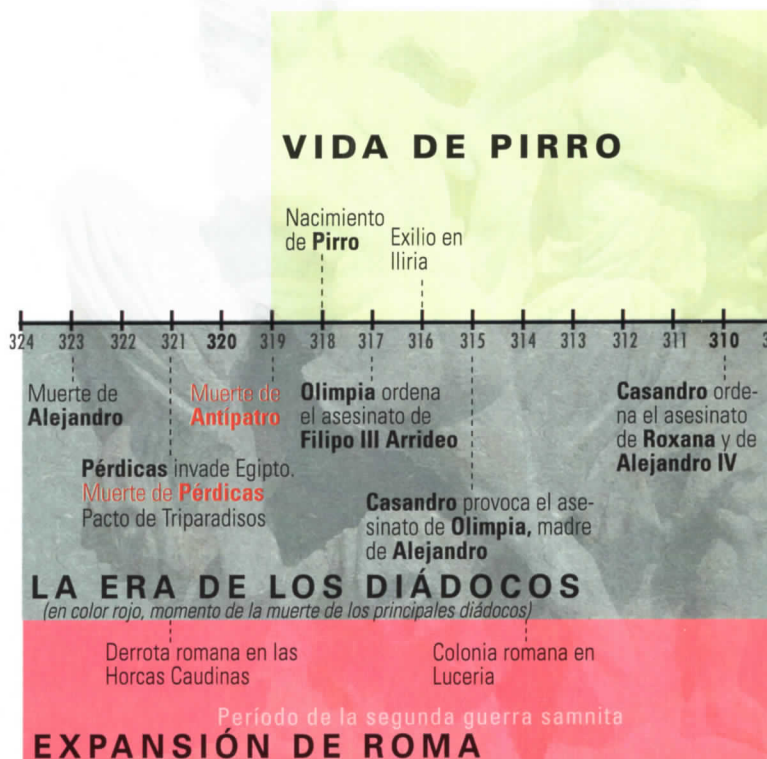 VIDA DE PIRRO
Nacimiento
de Pirro
Exilio en
Iliria
324 323 322 321 320 319 318 317 316 315 314 313 312 311 310
Muerte de
Alejandro
Muerte de
Antípatro
Olimpia ordena
el asesinato de
Filipo III Arrideo
Casandro orde-
na el asesinato
de Roxana y de
Alejandro IV
Pérdicas invade Egipto.
Muerte de Pérdicas
Pacto de Triparadisos
Casandro provoca el ase-
sinato de Olimpia, madre
de Alejandro
LA ERA DE LOS DIÁDOCOS
(en color rojo, momento de la muerte de los principales diádocos)
Derrota romana en las
Horcas Caudinas
Colonia romana en
Luceria
Período de la segunda guerra samnita
EXPANSIÓN DE ROMA